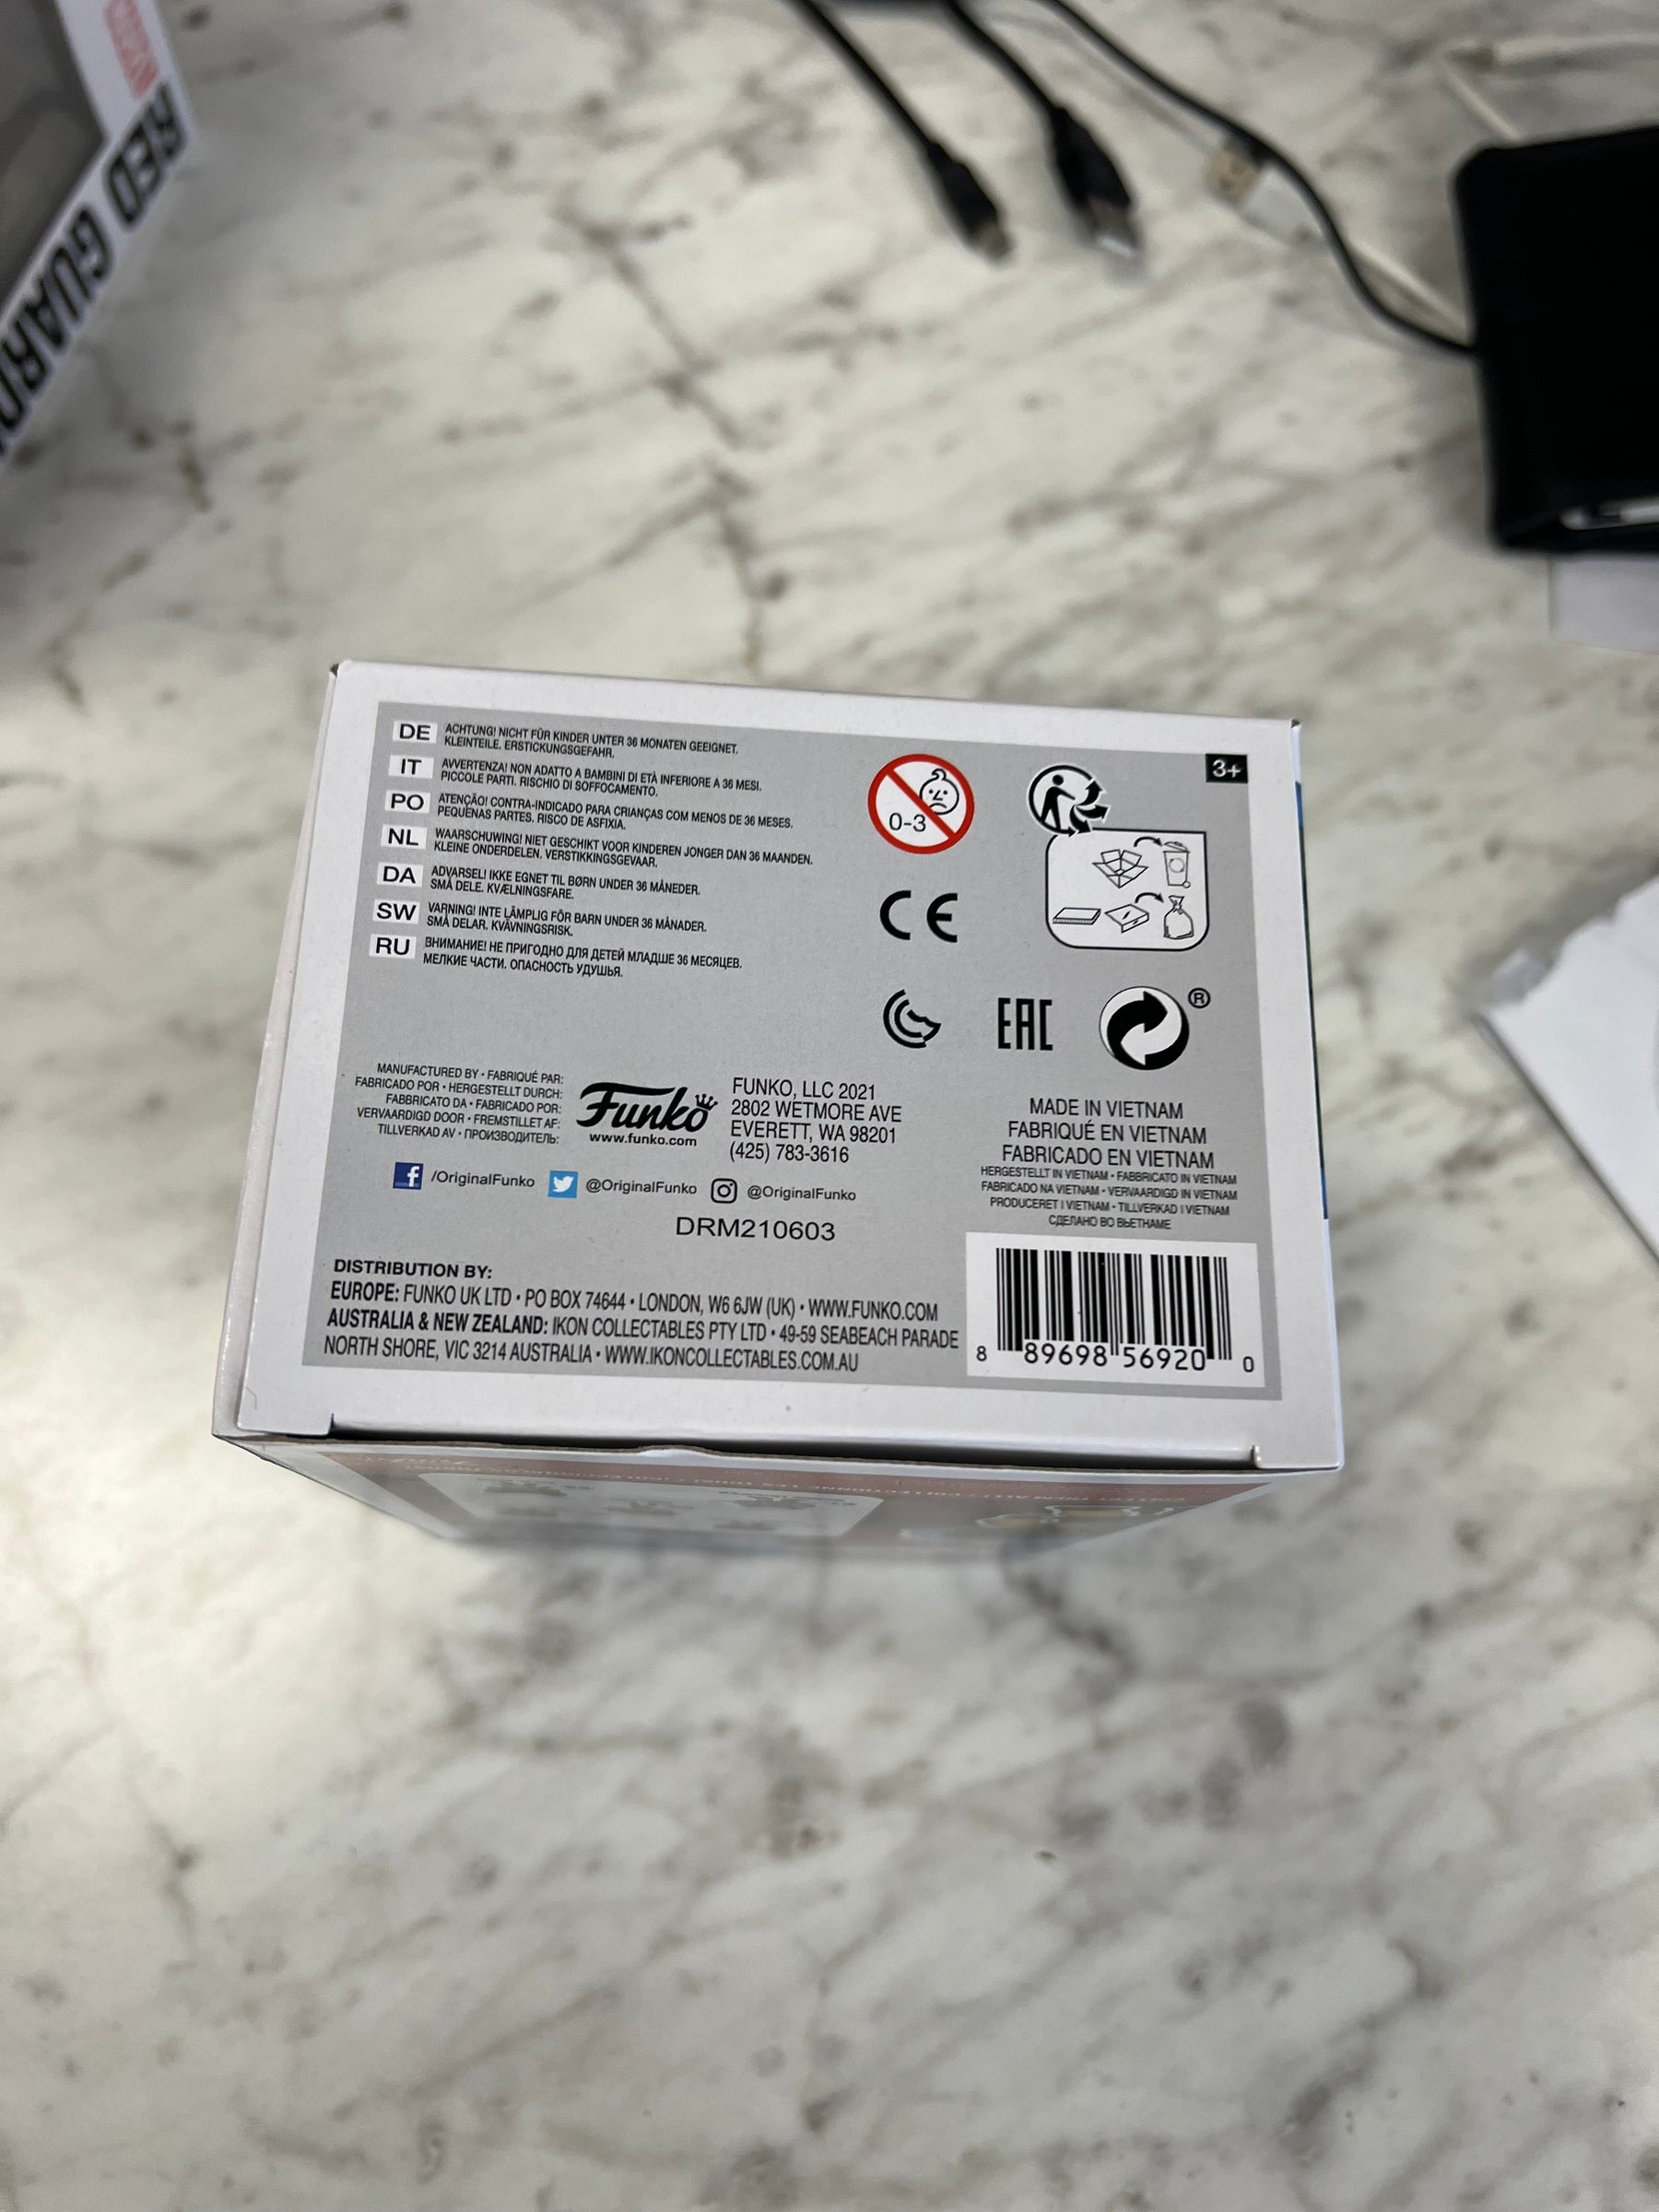 RED GUARD
DE ACHTUNG! NICHT FÜR KINDER UNTER 36 MONATEN GEEIGNET.
KLEINTEILE. ERSTICKUNGSGEFAHR.
IT AVVERTENZA! NON ADATTO A BAMBINI DI ETÀ INFERIORE A 36 MESI.
PICCOLE PARTI. RISCHIO DI SOFFOCAMENTO.
PO ATENÇÃO! CONTRA-INDICADO PARA CRIANÇAS COM MENOS DE 36 MESES.
PEQUENAS PARTES. RISCO DE ASFIXIA.
NL WAARSCHUWING! NIET GESCHIKT VOOR KINDEREN JONGER DAN 36 MAANDEN.
KLEINE ONDERDELEN. VERSTIKKINGSGEVAAR.
DA ADVARSEL! IKKE EGNET TIL BØRN UNDER 36 MÅNEDER.
SMÅ DELE. KVÆLNINGSFARE.
SW VARNING! INTE LÄMPLIG FÖR BARN UNDER 36 MÅNADER.
SMÅ DELAR. KVÄVNINGSRISK.
RU ВНИМАНИЕ! НЕ ПРИГОДНО ДЛЯ ДЕТЕЙ МЛАДШЕ 36 МЕСЯЦЕВ.
МЕЛКИЕ ЧАСТИ. ОПАСНОСТЬ УДУШЬЯ.
0-3
3+
CE
EAC
®
MANUFACTURED BY • FABRIQUÉ PAR:
FABRICADO POR • HERGESTELLT DURCH:
FABBRICATO DA • FABRICADO POR:
VERVAARDIGD DOOR • FREMSTILLET AF:
TILLVERKAD AV • ПРОИЗВОДИТЕЛЬ:
Funko
www.funko.com
FUNKO, LLC 2021
2802 WETMORE AVE
EVERETT, WA 98201
(425) 783-3616
/OriginalFunko @OriginalFunko @OriginalFunko
DRM210603
MADE IN VIETNAM
FABRIQUÉ EN VIETNAM
FABRICADO EN VIETNAM
HERGESTELLT IN VIETNAM • FABBRICATO IN VIETNAM
FABRICADO NA VIETNAM • VERVAARDIGD IN VIETNAM
PRODUCERET I VIETNAM • TILLVERKAD I VIETNAM
СДЕЛАНО ВО ВЬЕТНАМЕ
DISTRIBUTION BY:
EUROPE: FUNKO UK LTD • PO BOX 74644 • LONDON, W6 6JW (UK) • WWW.FUNKO.COM
AUSTRALIA & NEW ZEALAND: IKON COLLECTABLES PTY LTD • 49-59 SEABEACH PARADE
NORTH SHORE, VIC 3214 AUSTRALIA • WWW.IKONCOLLECTABLES.COM.AU
8 89698 56920 0